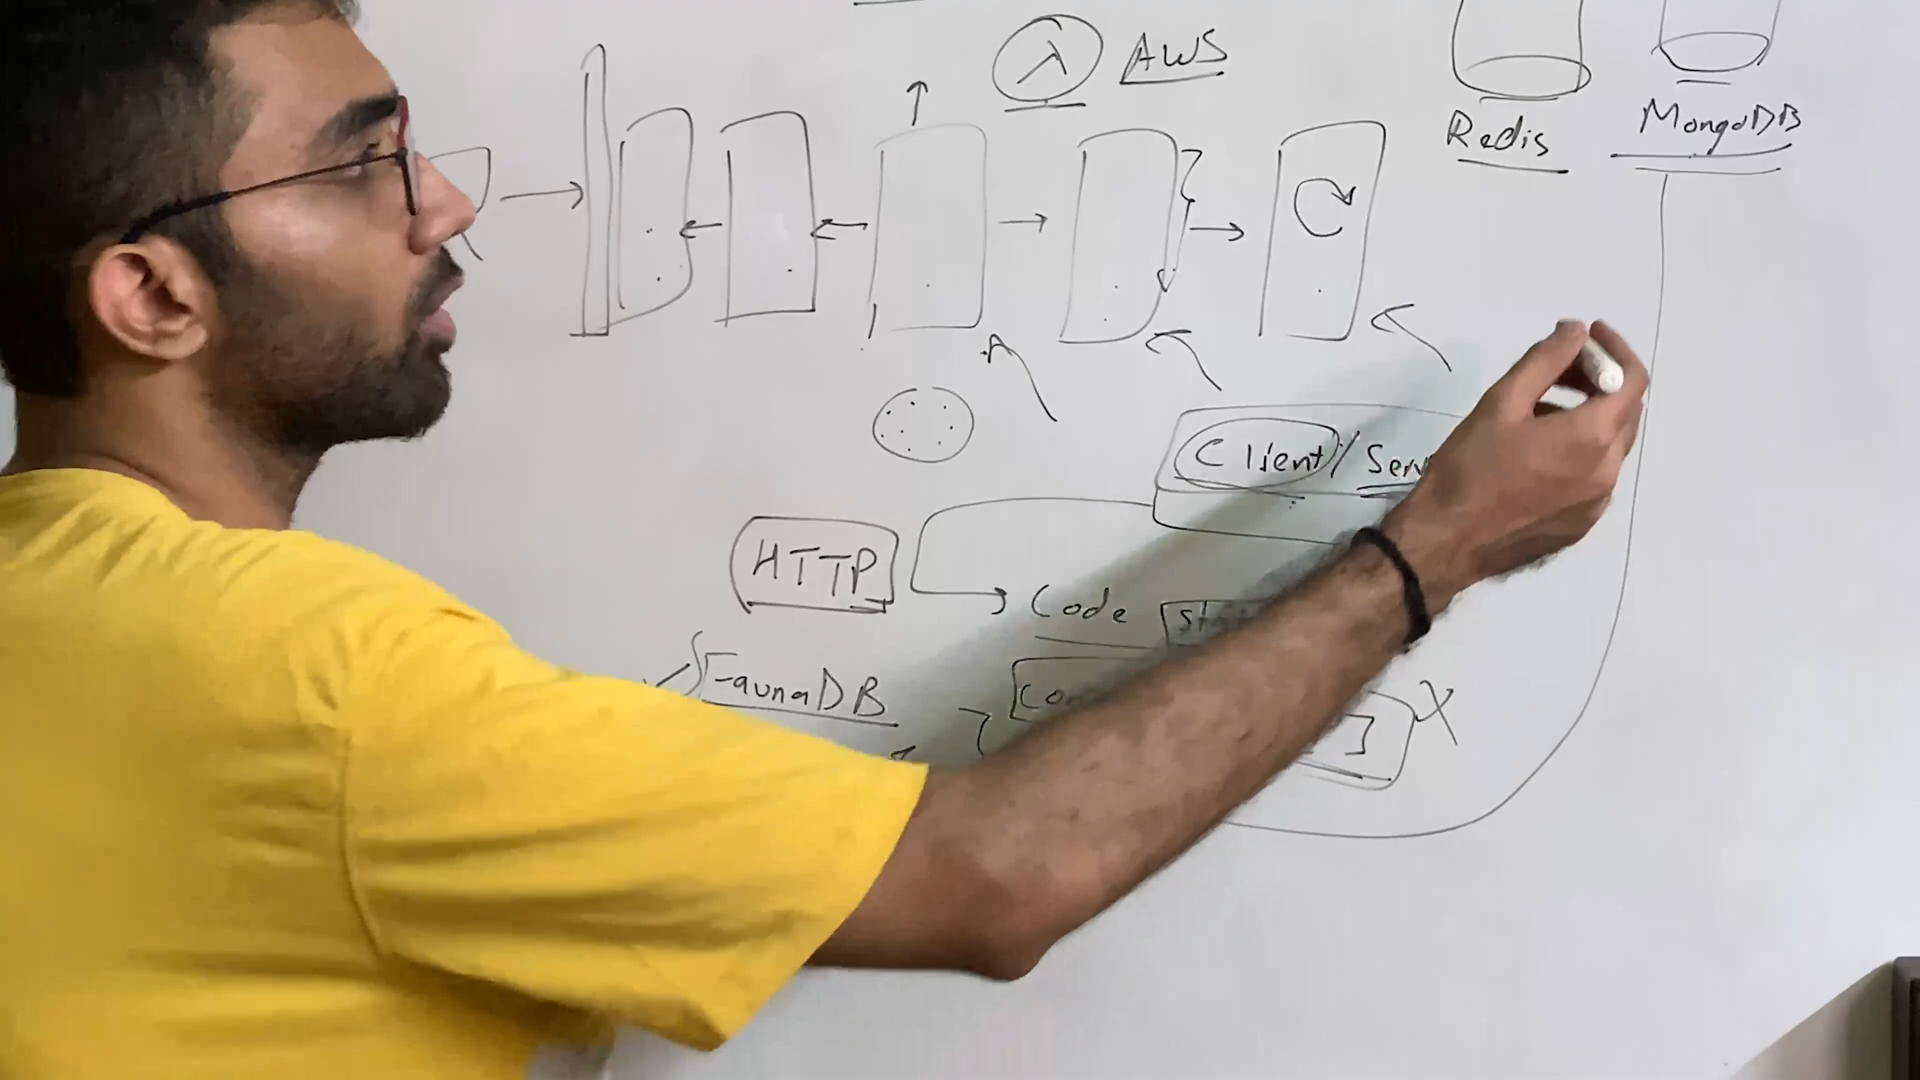 λ AWS
Redis
MongoDB
Client/
HTTP
Code
FaunaDB